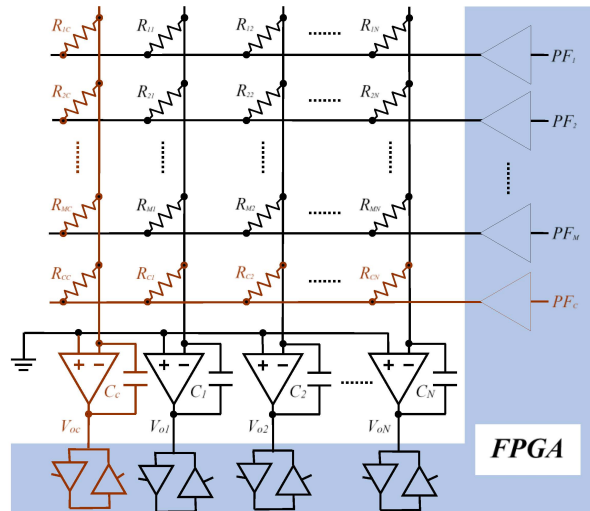 R1C R11 R12 ........ R1N PF1
R2C R21 R22 ........ R2N PF2
RMC RM1 RM2 ........ RMN PFM
RCC RC1 RC2 ........ RCN PFC
+ − + − + − + −
Cc C1 C2 ........ CN
Voc Vo1 Vo2 VoN
FPGA